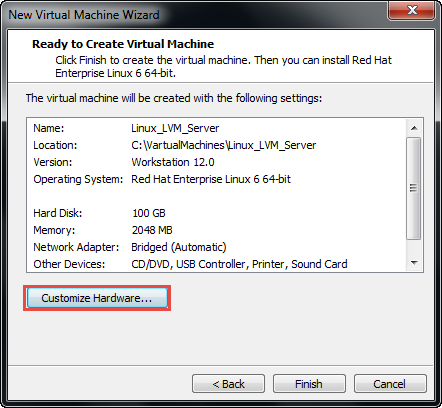 New Virtual Machine Wizard
Ready to Create Virtual Machine
Click Finish to create the virtual machine. Then you can install Red Hat
Enterprise Linux 6 64-bit.
The virtual machine will be created with the following settings:
Name: Linux_LVM_Server
Location: C:\VartualMachines\Linux_LVM_Server
Version: Workstation 12.0
Operating System: Red Hat Enterprise Linux 6 64-bit
Hard Disk: 100 GB
Memory: 2048 MB
Network Adapter: Bridged (Automatic)
Other Devices: CD/DVD, USB Controller, Printer, Sound Card
Customize Hardware...
< Back Finish Cancel